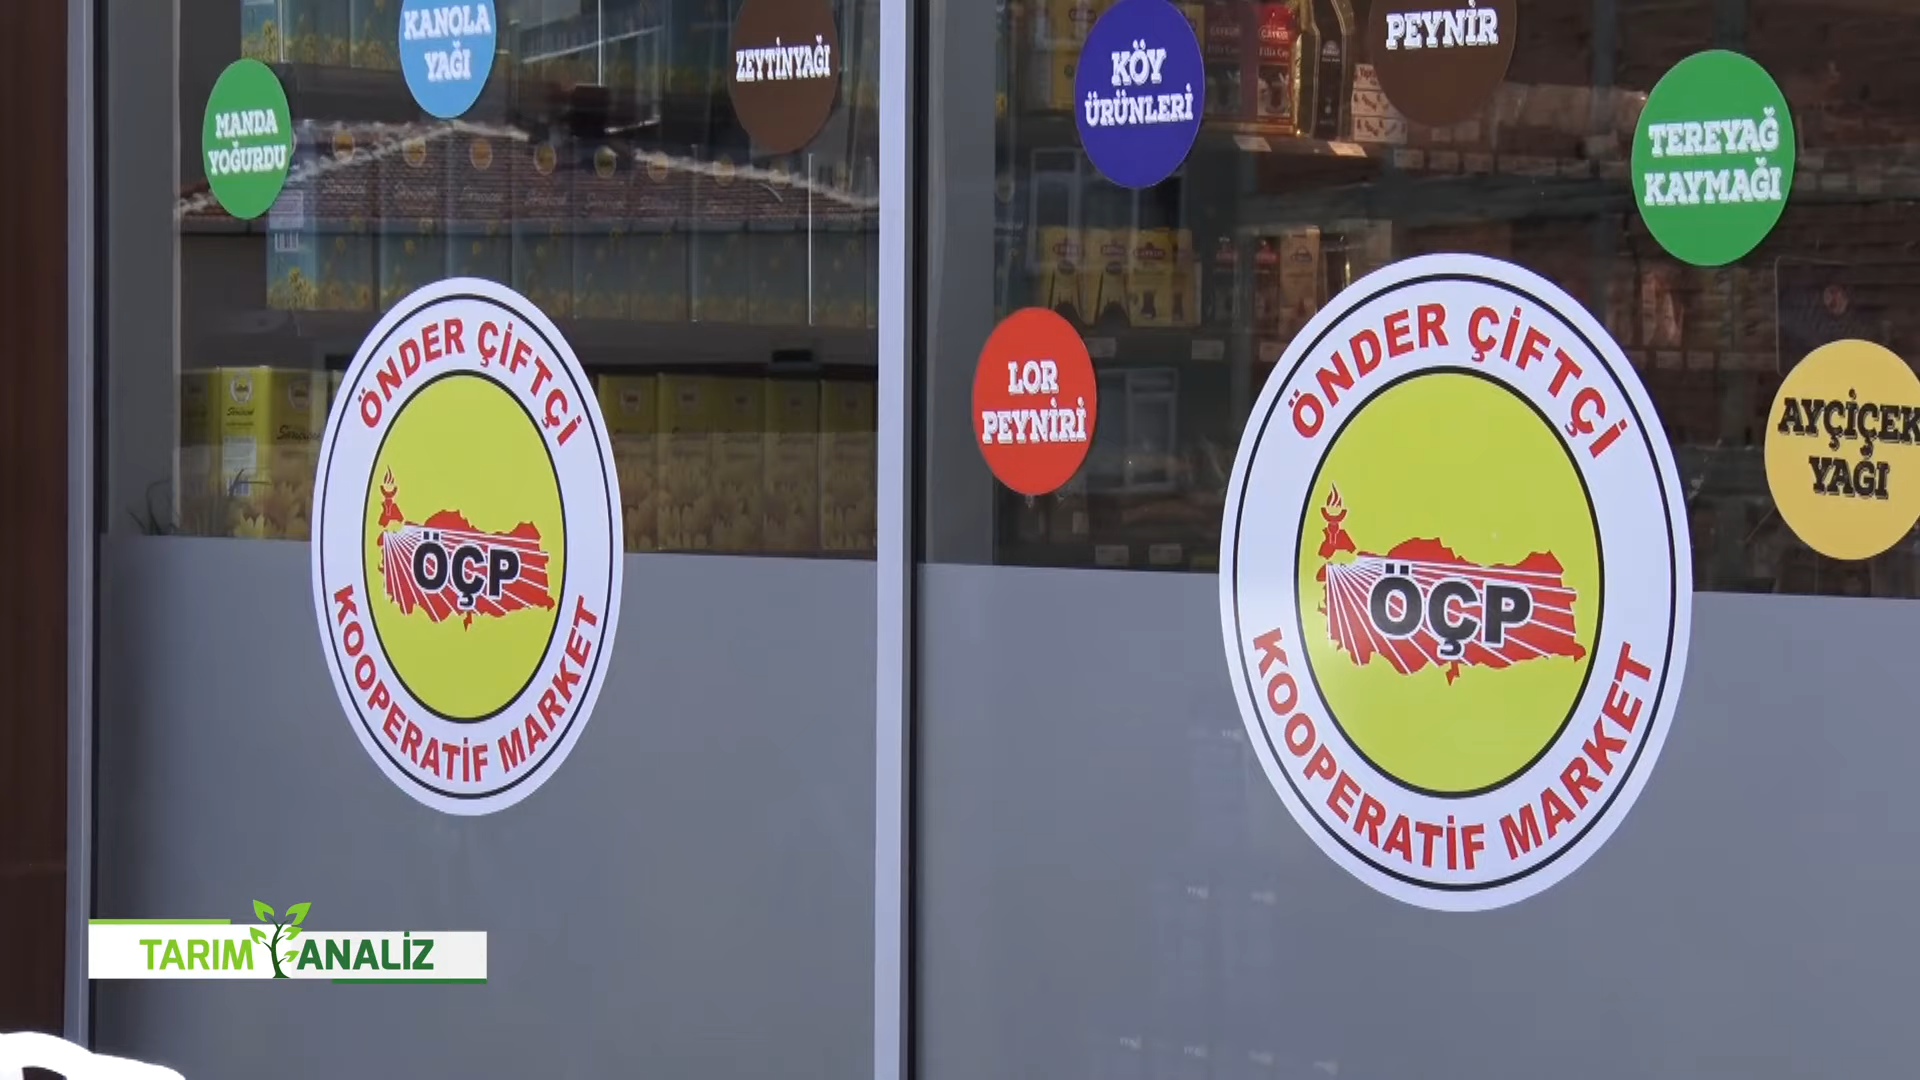 KANOLA
YAĞI
ZEYTİNYAĞI
MANDA
YOĞURDU
KÖY
ÜRÜNLERİ
PEYNİR
TEREYAĞ
KAYMAĞI
LOR
PEYNİRİ
AYÇİÇEK
YAĞI
ÖNDER ÇİFTÇİ
ÖÇP
KOOPERATİF MARKET
ÖNDER ÇİFTÇİ
ÖÇP
KOOPERATİF MARKET
TARIM ANALİZ